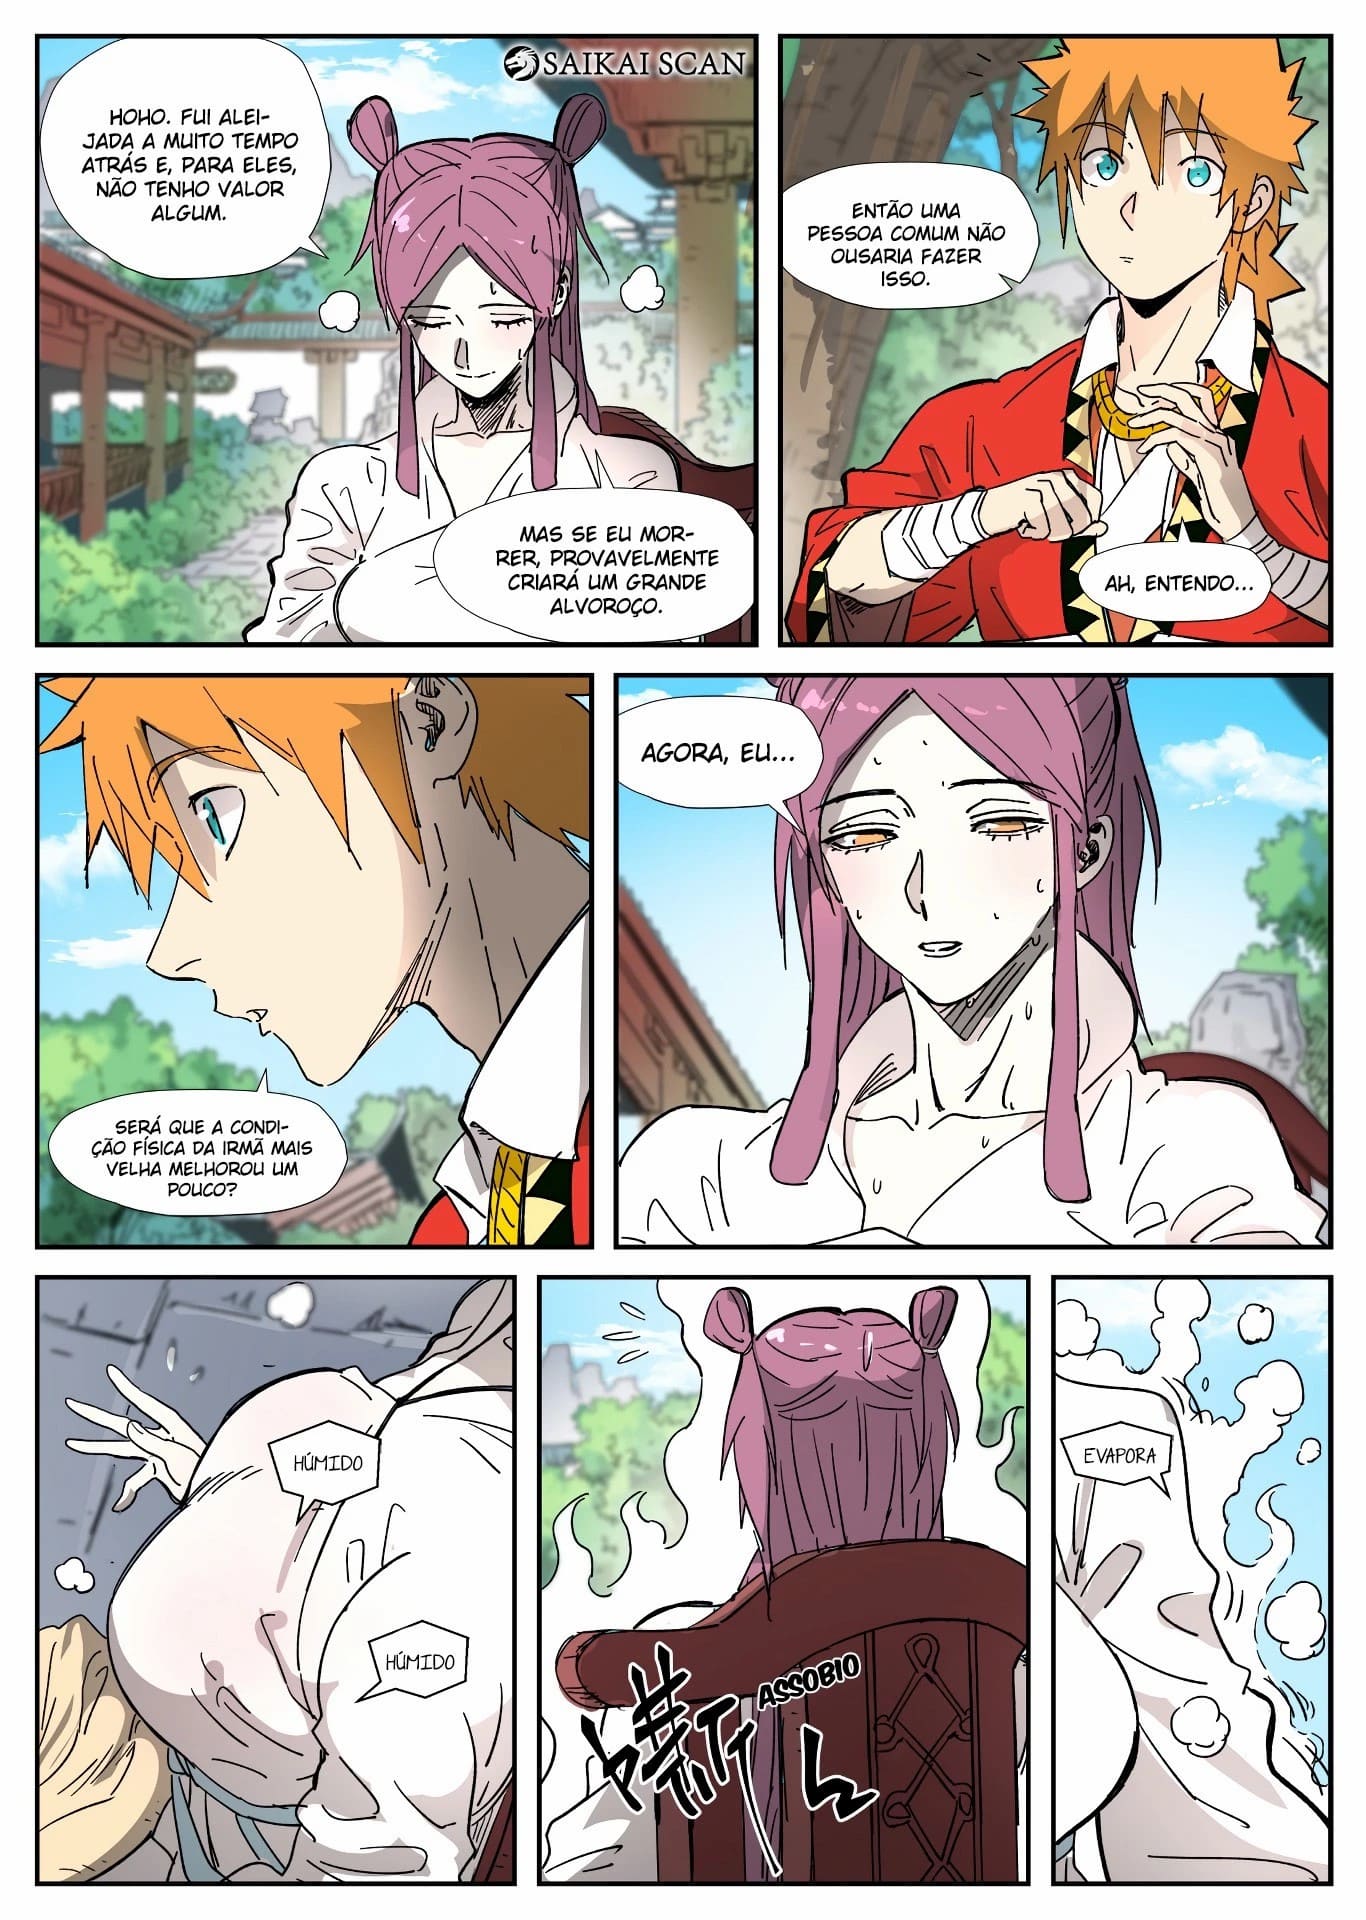 SAIKAI SCAN
HOHO. FUI ALEI-
JADA A MUITO TEMPO
ATRÁS E, PARA ELES,
NÃO TENHO VALOR
ALGUM.
MAS SE EU MOR-
RER, PROVAVELMENTE
CRIARÁ UM GRANDE
ALVOROÇO.
ENTÃO UMA
PESSOA COMUM NÃO
OUSARIA FAZER
ISSO.
AH, ENTENDO...
SERÁ QUE A CONDI-
ÇÃO FÍSICA DA IRMÃ MAIS
VELHA MELHOROU UM
POUCO?
AGORA, EU...
HÚMIDO
HÚMIDO
ASSOBIO
EVAPORA